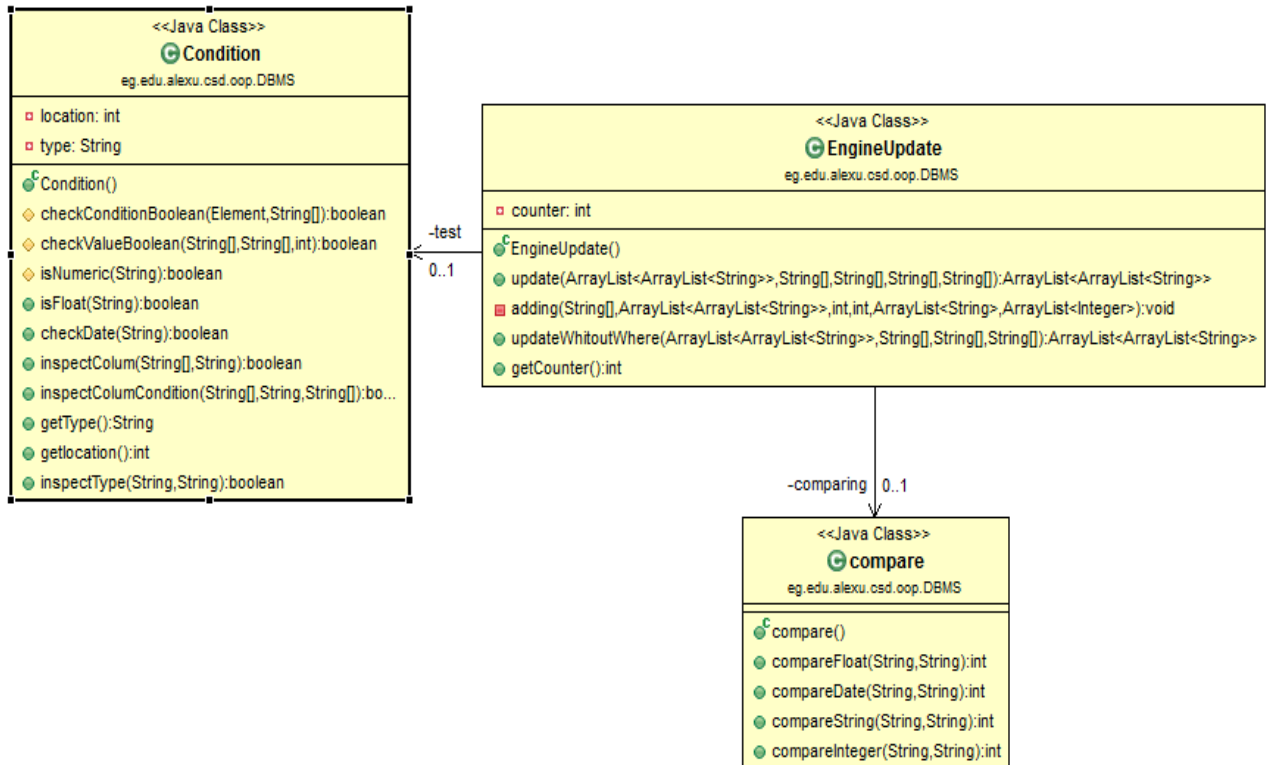 <<Java Class>>
Condition
eg.edu.alexu.csd.oop.DBMS
location: int
type: String
Condition()
checkConditionBoolean(Element,String[]):boolean
checkValueBoolean(String[],String[],int):boolean
isNumeric(String):boolean
isFloat(String):boolean
checkDate(String):boolean
inspectColum(String[],String):boolean
inspectColumCondition(String[],String,String[]):bo...
getType():String
getlocation():int
inspectType(String,String):boolean
-test
0..1
<<Java Class>>
EngineUpdate
eg.edu.alexu.csd.oop.DBMS
counter: int
EngineUpdate()
update(ArrayList<ArrayList<String>>,String[],String[],String[],String[]):ArrayList<ArrayList<String>>
adding(String[],ArrayList<ArrayList<String>>,int,int,ArrayList<String>,ArrayList<Integer>):void
updateWhitoutWhere(ArrayList<ArrayList<String>>,String[],String[],String[]):ArrayList<ArrayList<String>>
getCounter():int
-comparing 0..1
<<Java Class>>
compare
eg.edu.alexu.csd.oop.DBMS
compare()
compareFloat(String,String):int
compareDate(String,String):int
compareString(String,String):int
compareInteger(String,String):int